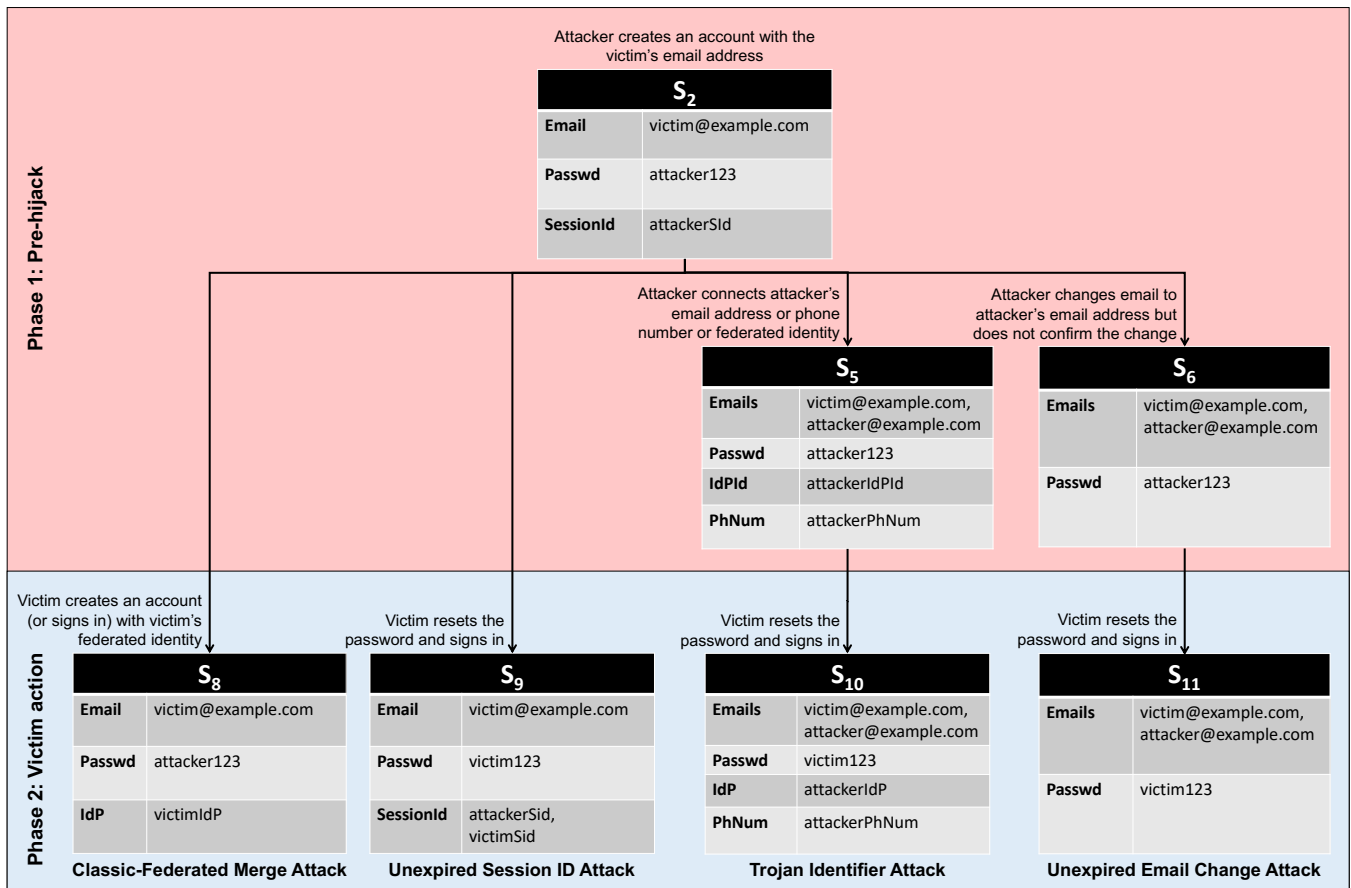 Phase 1: Pre-hijack
Attacker creates an account with the
victim's email address
S2
Email victim@example.com
Passwd attacker123
SessionId attackerSId
Attacker connects attacker's
email address or phone
number or federated identity
Attacker changes email to
attacker's email address but
does not confirm the change
S5
Emails victim@example.com,
attacker@example.com
Passwd attacker123
IdPId attackerIdPId
PhNum attackerPhNum
S6
Emails victim@example.com,
attacker@example.com
Passwd attacker123
Phase 2: Victim action
Victim creates an account
(or signs in) with victim's
federated identity
Victim resets the
password and signs in
Victim resets the
password and signs in
Victim resets the
password and signs in
S8
Email victim@example.com
Passwd attacker123
IdP victimIdP
Classic-Federated Merge Attack
S9
Email victim@example.com
Passwd victim123
SessionId attackerSid,
victimSid
Unexpired Session ID Attack
S10
Emails victim@example.com,
attacker@example.com
Passwd victim123
IdP attackerIdP
PhNum attackerPhNum
Trojan Identifier Attack
S11
Emails victim@example.com,
attacker@example.com
Passwd victim123
Unexpired Email Change Attack